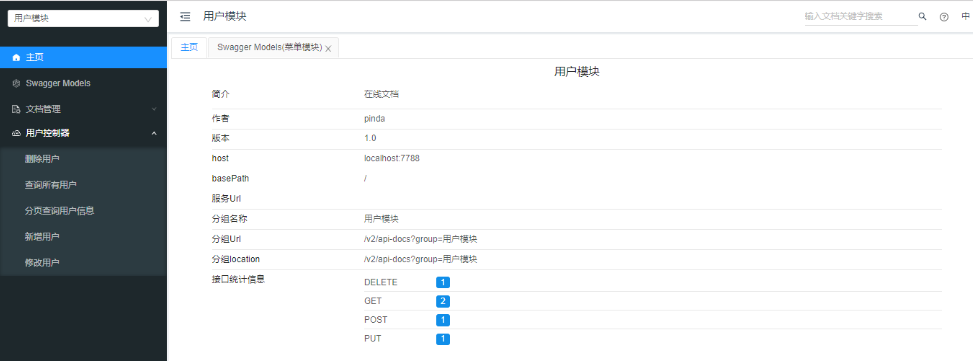 用户模块
主页
Swagger Models
文档管理
用户控制器
删除用户
查询所有用户
分页查询用户信息
新增用户
修改用户
用户模块
输入文档关键字搜索
中
主页
Swagger Models(菜单模块)
用户模块
简介 在线文档
作者 pinda
版本 1.0
host localhost:7788
basePath /
服务Url
分组名称 用户模块
分组Url /v2/api-docs?group=用户模块
分组location /v2/api-docs?group=用户模块
接口统计信息
DELETE 1
GET 2
POST 1
PUT 1